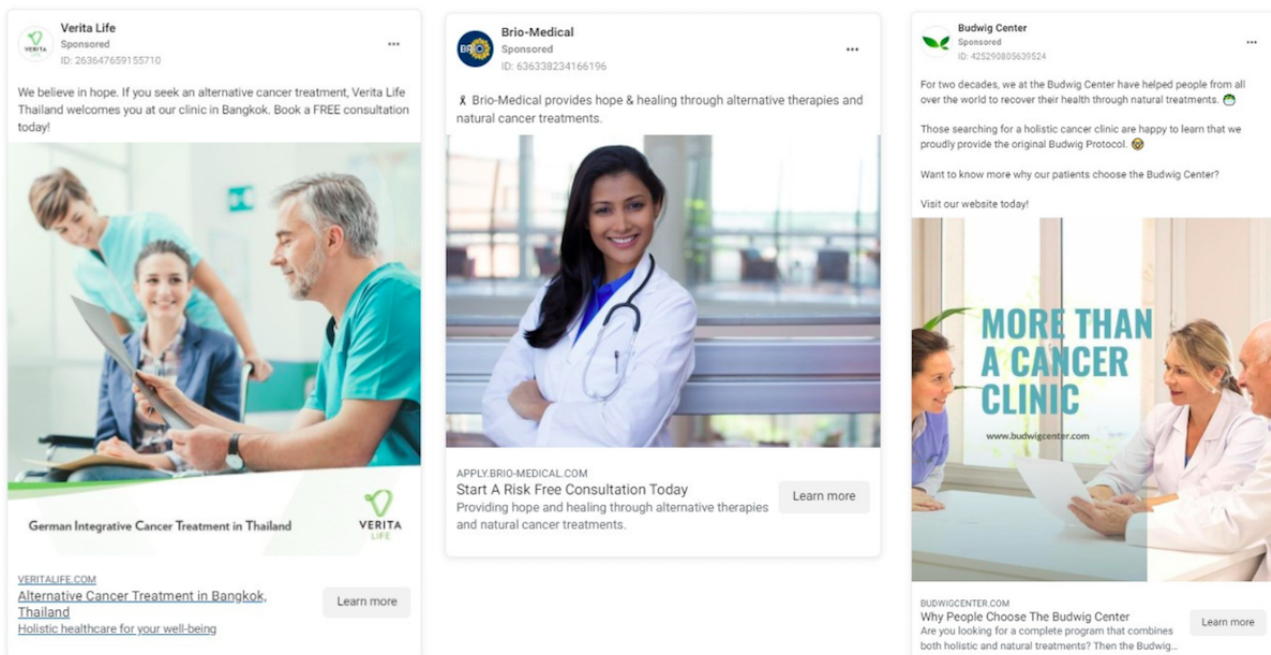 Verita Life
Sponsored
ID: 263647659155710
We believe in hope. If you seek an alternative cancer treatment, Verita Life
Thailand welcomes you at our clinic in Bangkok. Book a FREE consultation
today!
German Integrative Cancer Treatment in Thailand
VERITA
LIFE
VERITALIFE.COM
Alternative Cancer Treatment in Bangkok,
Thailand
Holistic healthcare for your well-being
Learn more
Brio-Medical
Sponsored
ID: 636338234166196
🎗 Brio-Medical provides hope & healing through alternative therapies and
natural cancer treatments.
APPLY.BRIO-MEDICAL.COM
Start A Risk Free Consultation Today
Providing hope and healing through alternative therapies
and natural cancer treatments.
Learn more
Budwig Center
Sponsored
ID: 425290805639524
For two decades, we at the Budwig Center have helped people from all
over the world to recover their health through natural treatments.
Those searching for a holistic cancer clinic are happy to learn that we
proudly provide the original Budwig Protocol.
Want to know more why our patients choose the Budwig Center?
Visit our website today!
MORE THAN
A CANCER
CLINIC
www.budwigcenter.com
BUDWIGCENTER.COM
Why People Choose The Budwig Center
Are you looking for a complete program that combines
both holistic and natural treatments? Then the Budwig...
Learn more